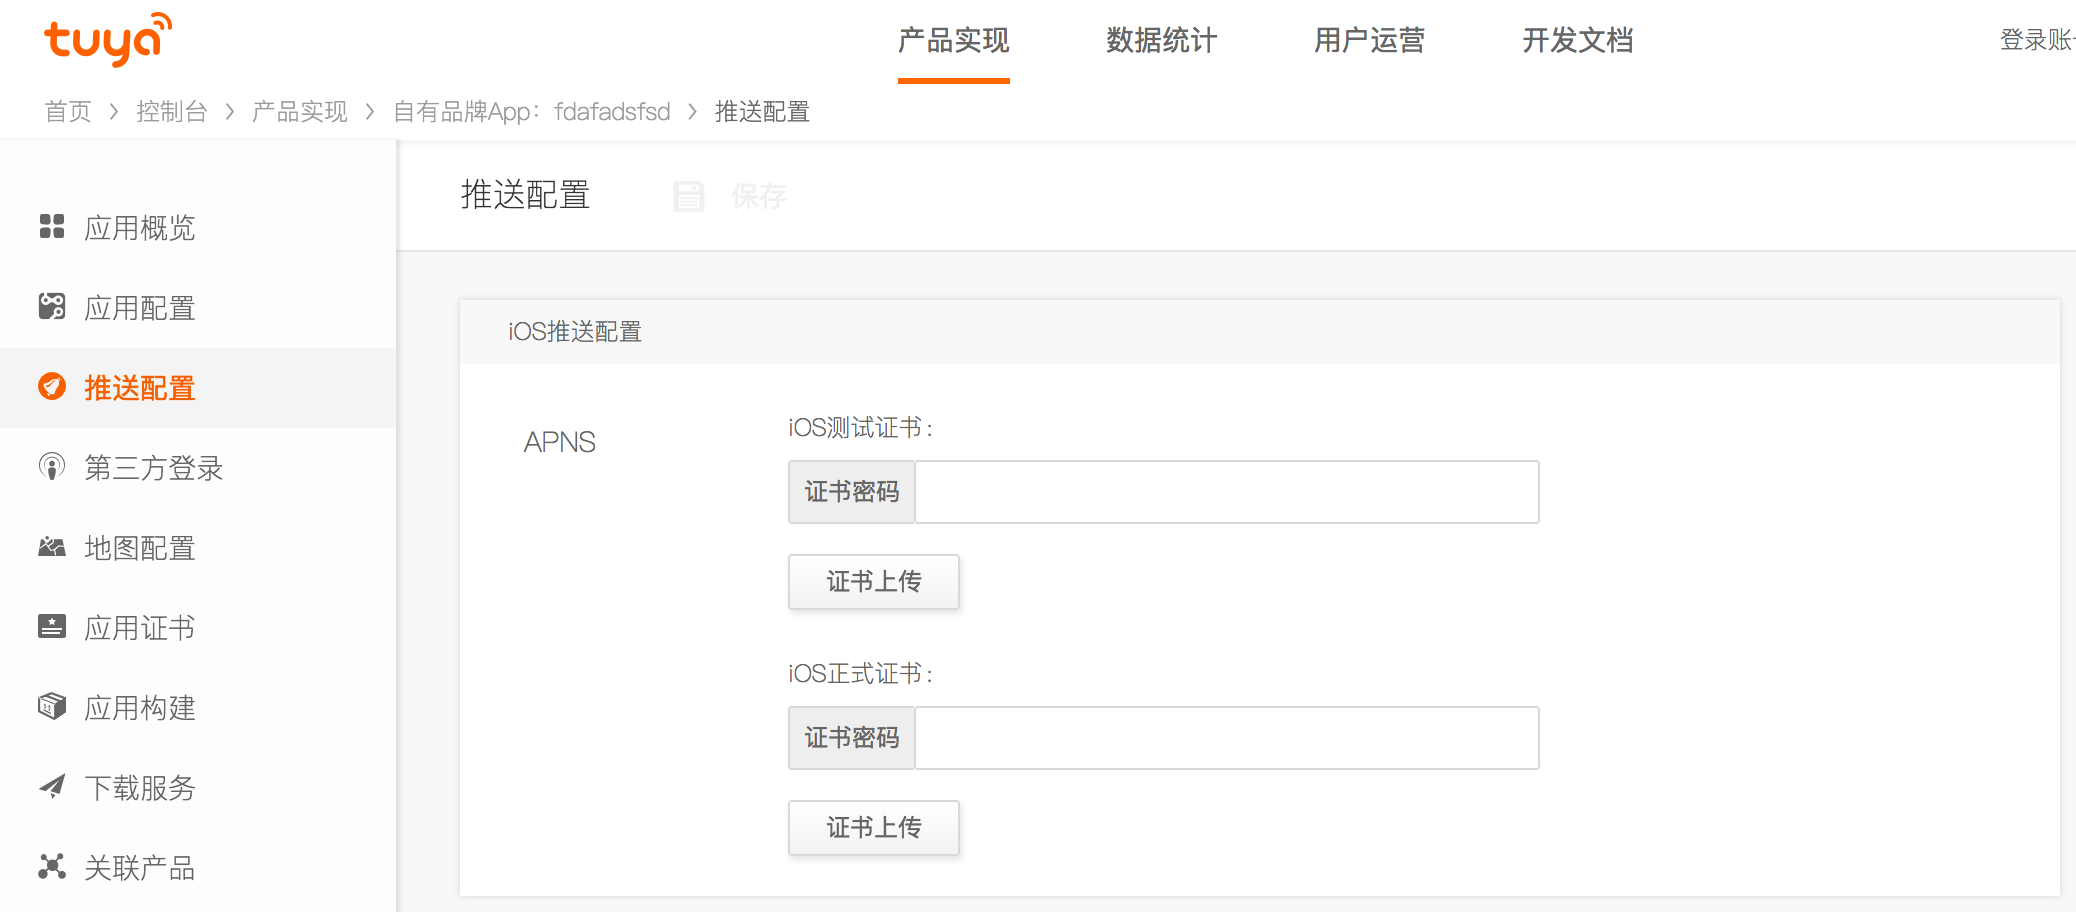 tuya
产品实现 数据统计 用户运营 开发文档 登录账
首页 > 控制台 > 产品实现 > 自有品牌App：fdafadsfsd > 推送配置
推送配置 保存
应用概览
应用配置
推送配置
第三方登录
地图配置
应用证书
应用构建
下载服务
关联产品
iOS推送配置
APNS
iOS测试证书：
证书密码
证书上传
iOS正式证书：
证书密码
证书上传